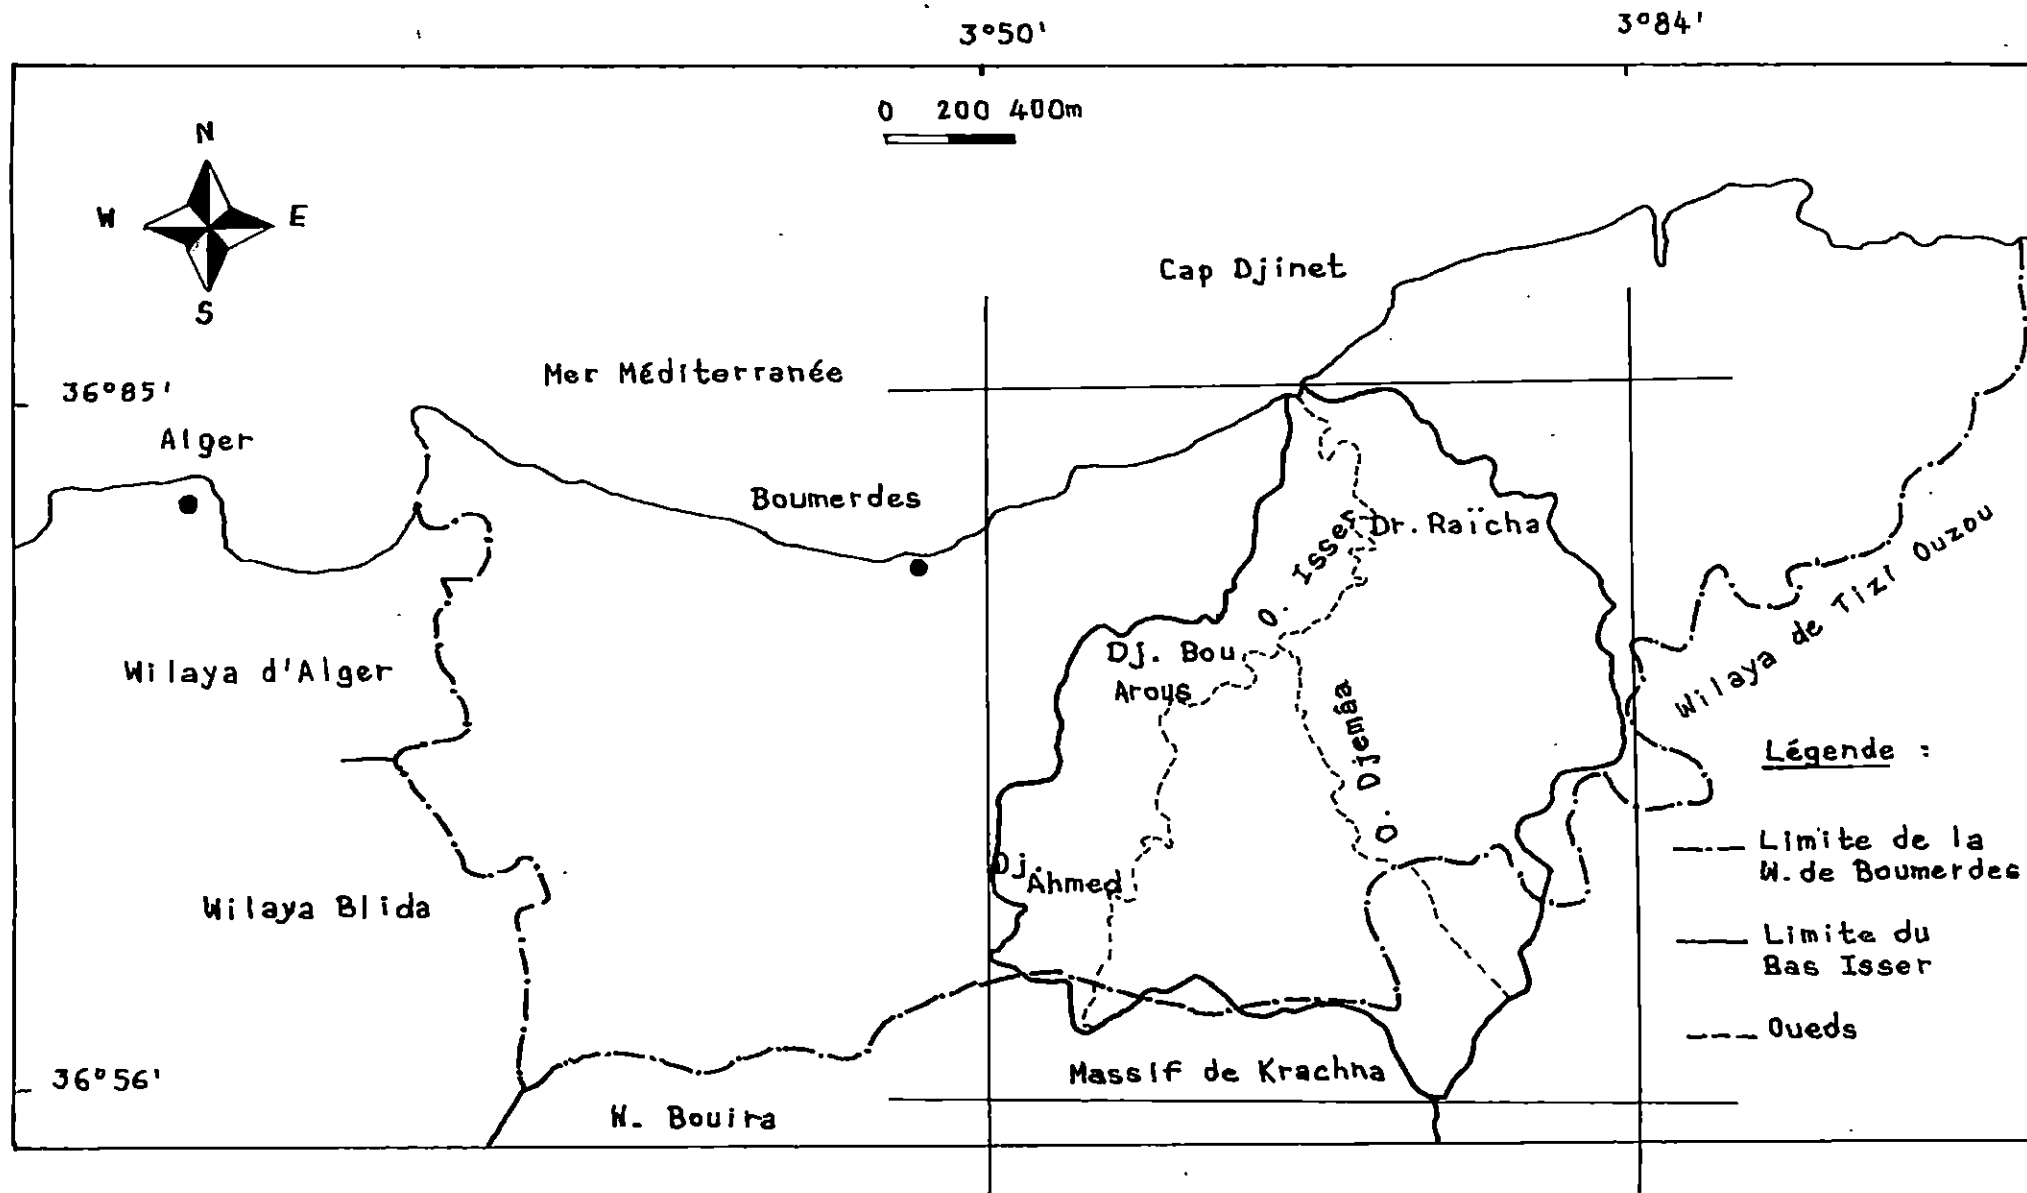 3°50'
3°84'
0 200 400m
N
W
E
S
Cap Djinet
Mer Méditerranée
36°85'
Alger
Boumerdes
O. Isser
Dr. Raïcha
Wilaya de Tizi Ouzou
Wilaya d'Alger
Dj. Bou
Arous
O. Djemâa
Légende :
Limite de la
W. de Boumerdes
Dj.
Ahmed
Wilaya Blida
Limite du
Bas Isser
Oueds
36°56'
Massif de Krachna
W. Bouira